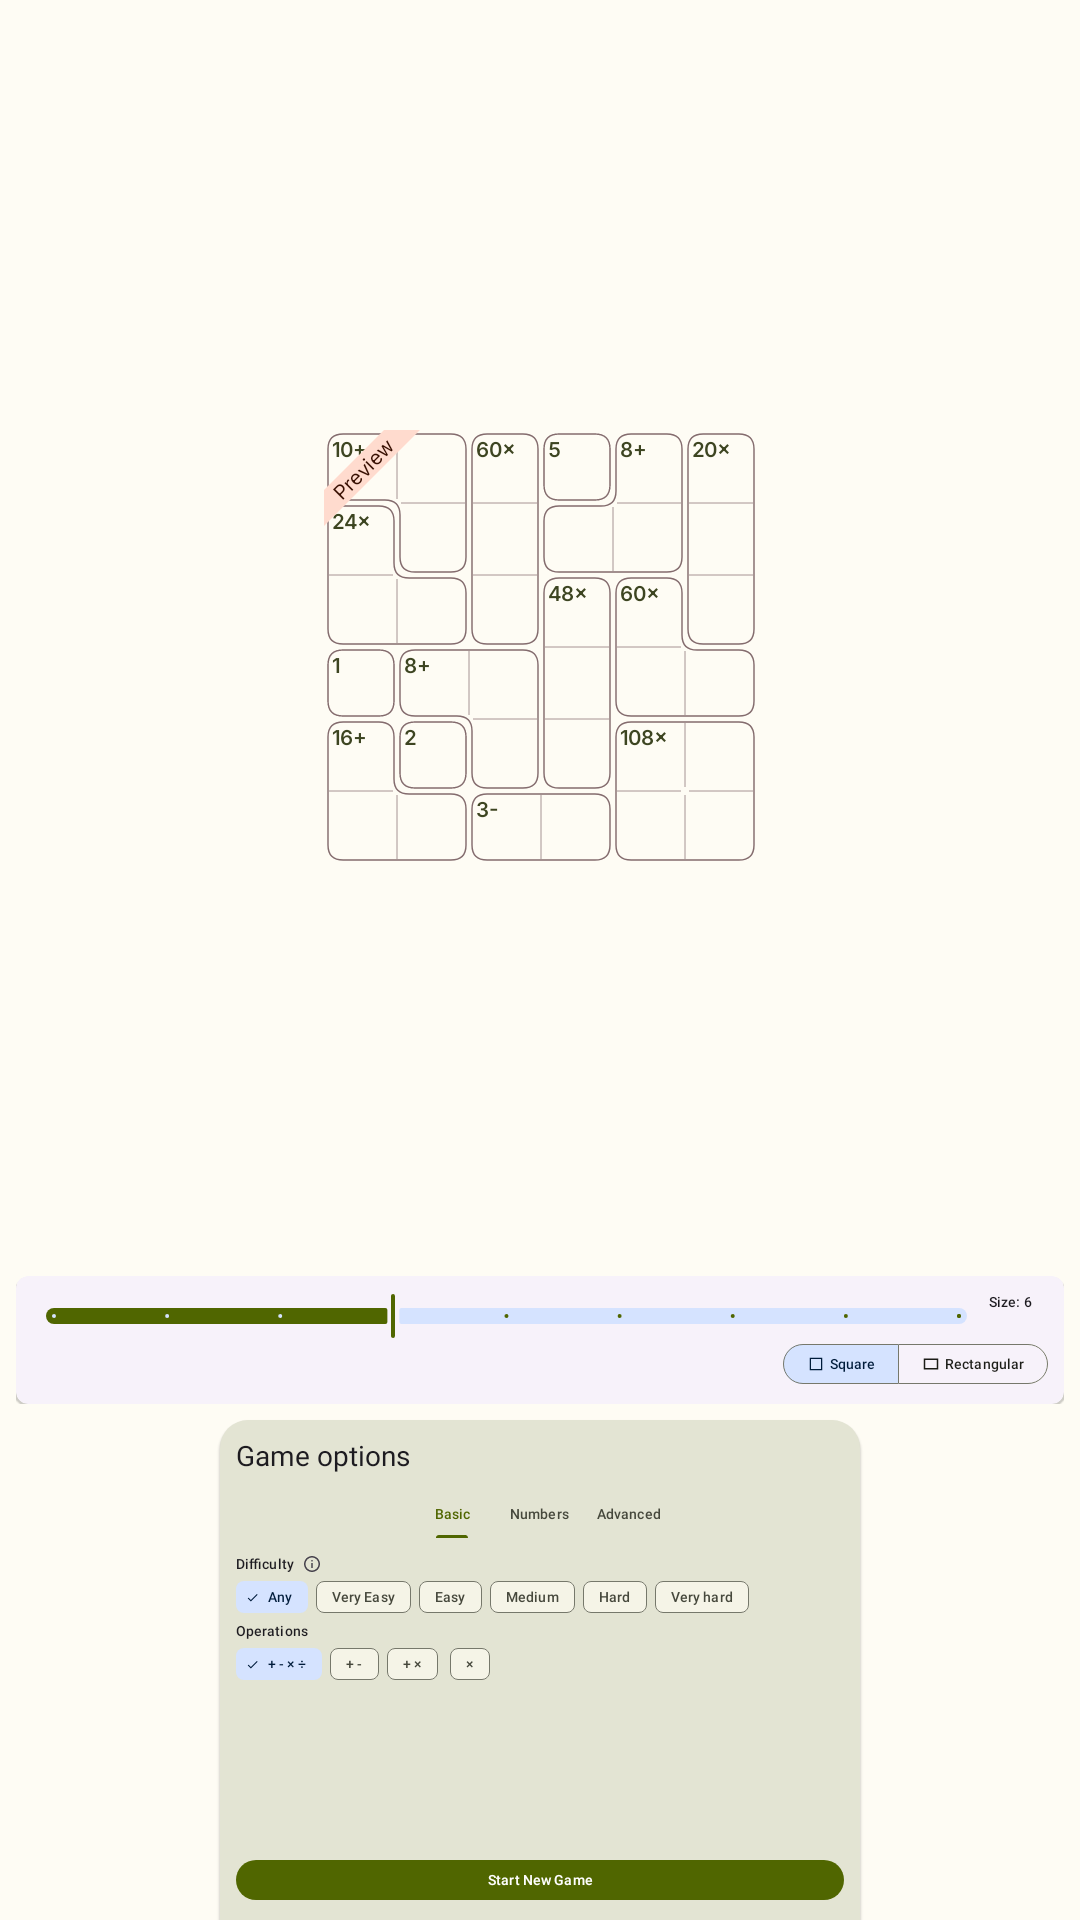 10+ 60× 5 8+ 20×
Preview
24×
48× 60×
1 8+
16+ 2 108×
3-
Size: 6
Square Rectangular
Game options
Basic Numbers Advanced
Difficulty
Any Very Easy Easy Medium Hard Very hard
Operations
+ - × ÷ + - + × ×
Start New Game